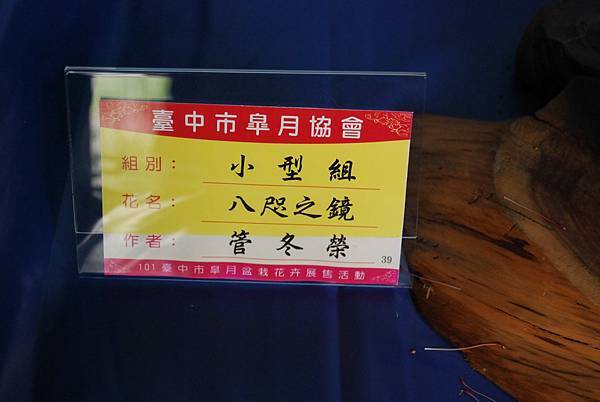 臺中市皐月協會
組別： 小型組
花名： 八咫之鏡
作者： 管冬榮
39
101臺中市皐月盆栽花卉展售活動